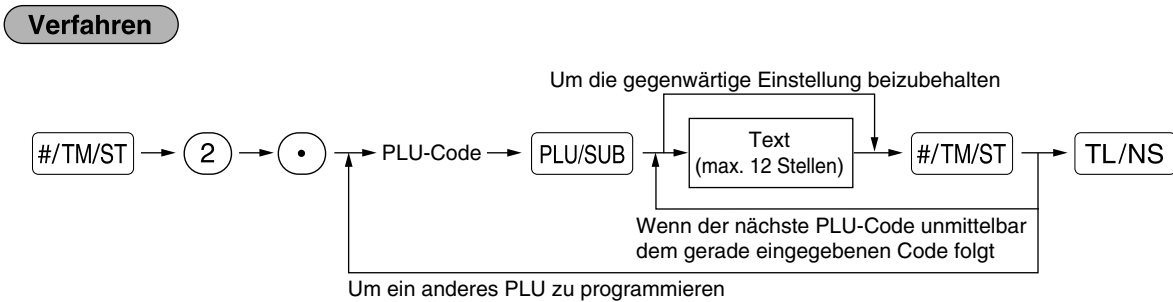 Verfahren
Um die gegenwärtige Einstellung beizubehalten
#/TM/ST 2 • PLU-Code PLU/SUB Text #/TM/ST TL/NS
(max. 12 Stellen)
Wenn der nächste PLU-Code unmittelbar
dem gerade eingegebenen Code folgt
Um ein anderes PLU zu programmieren